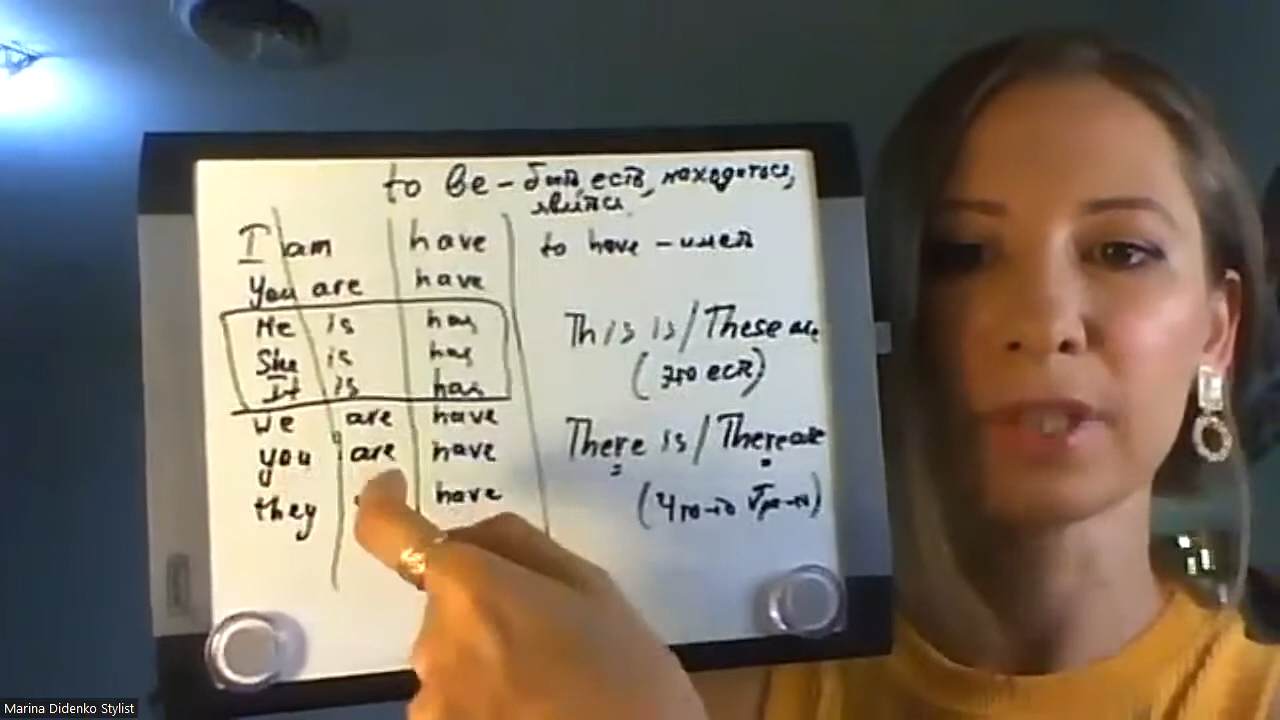 to be – быть, есть, находиться,
являться.
I am have
You are have
He is has
She is has
It is has
we are have
you are have
they have
to have – иметь
This is / These are
(это есть)
There is / There are
(Что-то
Marina Didenko Stylist